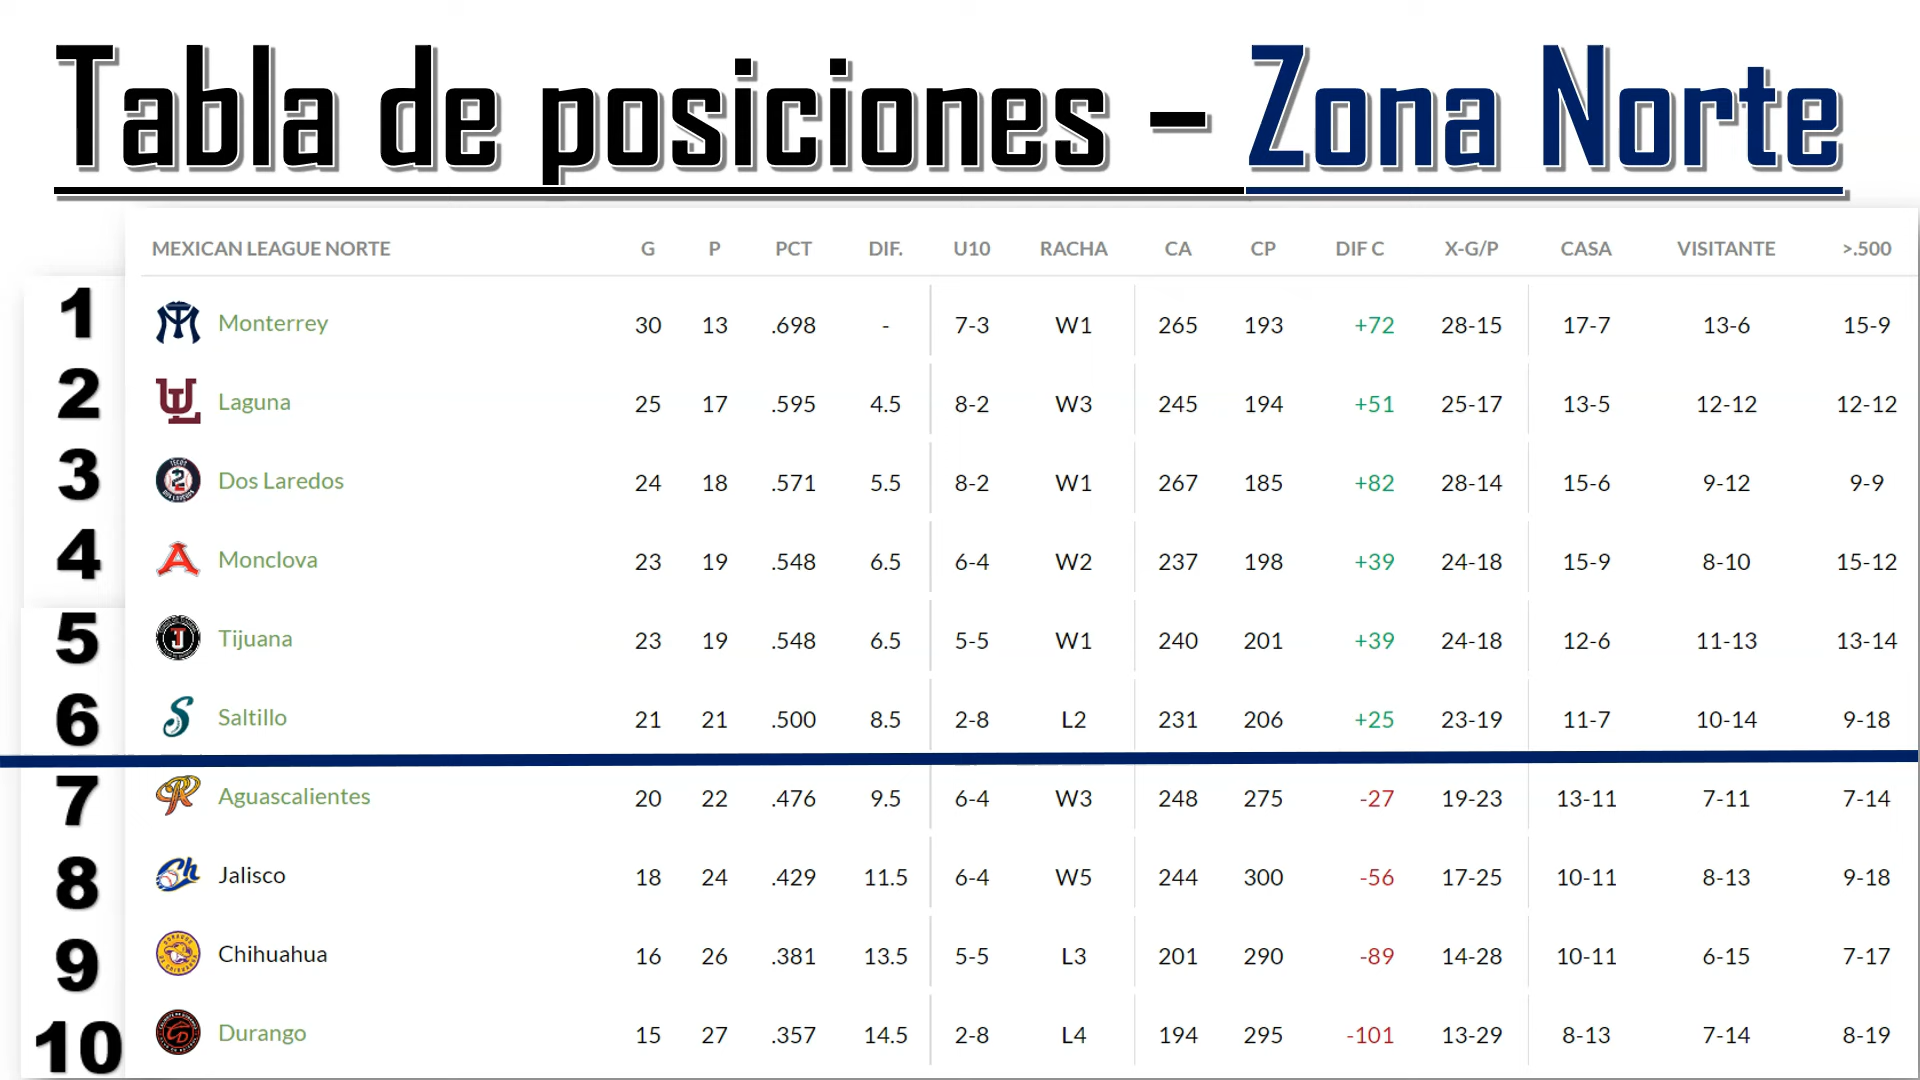 Tabla de posiciones – Zona Norte
MEXICAN LEAGUE NORTE G P PCT DIF. U10 RACHA CA CP DIF C X-G/P CASA VISITANTE >.500
1 Monterrey 30 13 .698 - 7-3 W1 265 193 +72 28-15 17-7 13-6 15-9
2 Laguna 25 17 .595 4.5 8-2 W3 245 194 +51 25-17 13-5 12-12 12-12
3 Dos Laredos 24 18 .571 5.5 8-2 W1 267 185 +82 28-14 15-6 9-12 9-9
4 Monclova 23 19 .548 6.5 6-4 W2 237 198 +39 24-18 15-9 8-10 15-12
5 Tijuana 23 19 .548 6.5 5-5 W1 240 201 +39 24-18 12-6 11-13 13-14
6 Saltillo 21 21 .500 8.5 2-8 L2 231 206 +25 23-19 11-7 10-14 9-18
7 Aguascalientes 20 22 .476 9.5 6-4 W3 248 275 -27 19-23 13-11 7-11 7-14
8 Jalisco 18 24 .429 11.5 6-4 W5 244 300 -56 17-25 10-11 8-13 9-18
9 Chihuahua 16 26 .381 13.5 5-5 L3 201 290 -89 14-28 10-11 6-15 7-17
10 Durango 15 27 .357 14.5 2-8 L4 194 295 -101 13-29 8-13 7-14 8-19